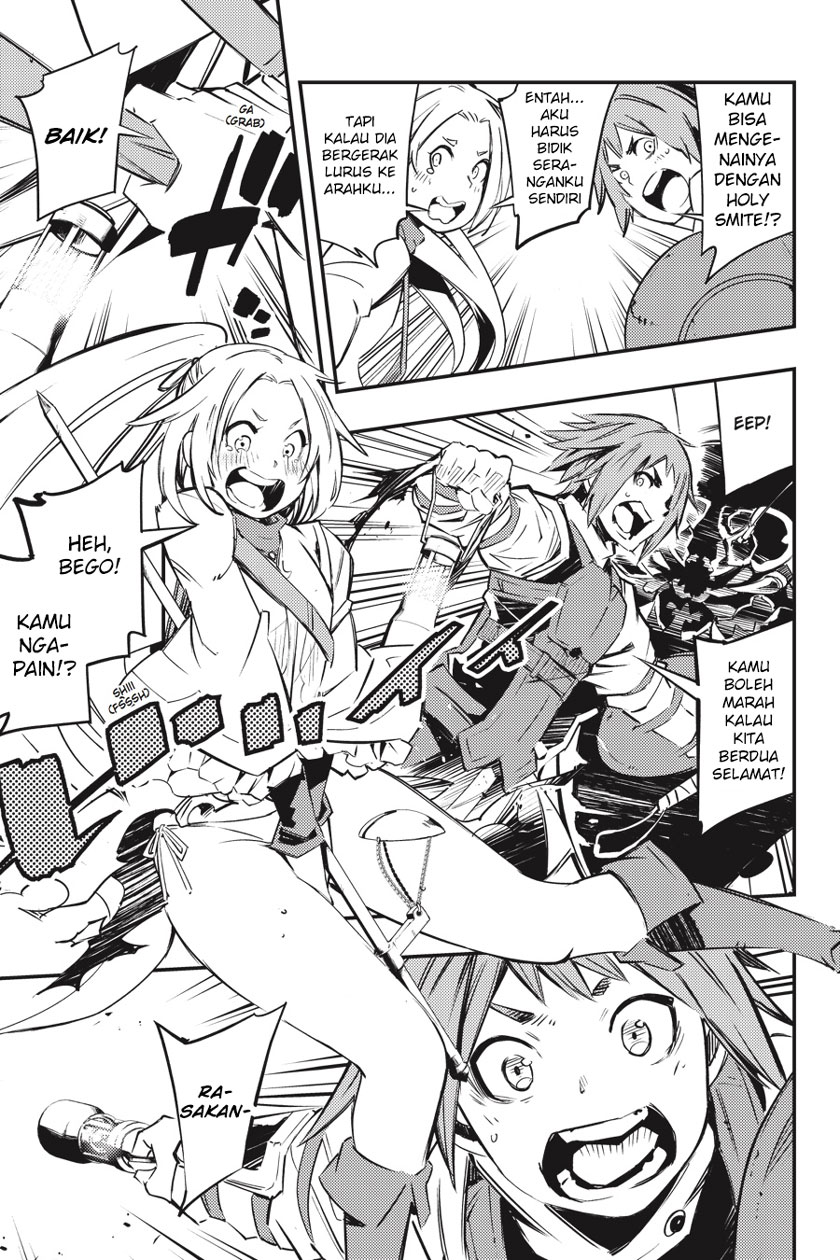 KAMU
BISA
MENGE-
NAINYA
DENGAN
HOLY
SMITE!?
ENTAH...
AKU
HARUS
BIDIK
SERA-
NGANKU
SENDIRI
TAPI
KALAU DIA
BERGERAK
LURUS KE
ARAHKU...
GA
(GRAB)
BAIK!
EEP!
KAMU
BOLEH
MARAH
KALAU
KITA
BERDUA
SELAMAT!
HEH,
BEGO!
KAMU
NGA-
PAIN!?
SHIII
(FSSSH)
RA-
SAKAN-